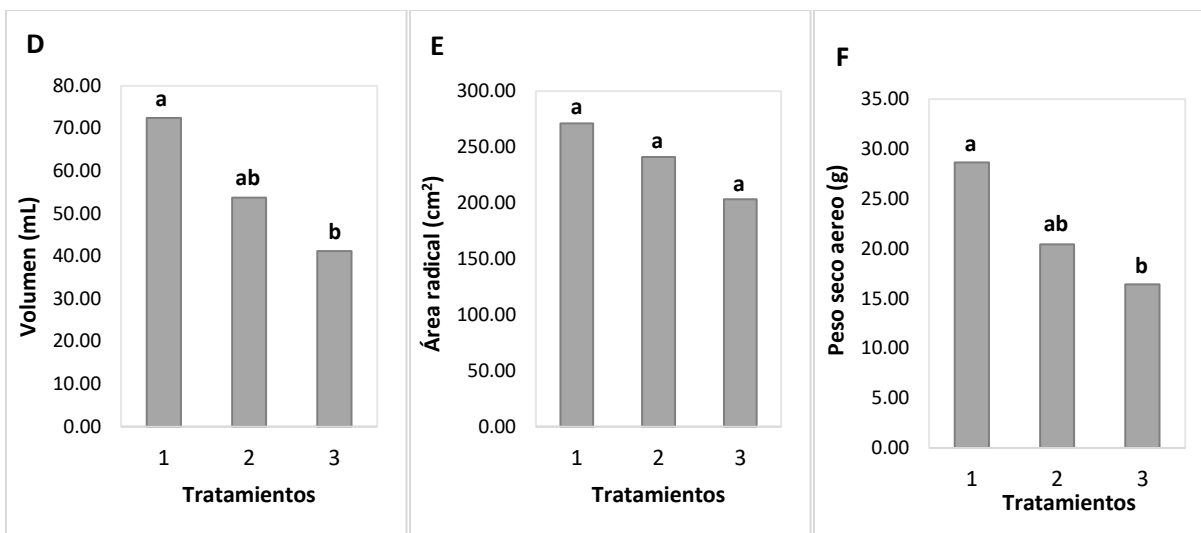 D
Volumen (mL)
80.00
70.00
60.00
50.00
40.00
30.00
20.00
10.00
0.00
a
ab
b
1 2 3
Tratamientos
E
Área radical (cm²)
300.00
250.00
200.00
150.00
100.00
50.00
0.00
a
a
a
1 2 3
Tratamientos
F
Peso seco aereo (g)
35.00
30.00
25.00
20.00
15.00
10.00
5.00
0.00
a
ab
b
1 2 3
Tratamientos